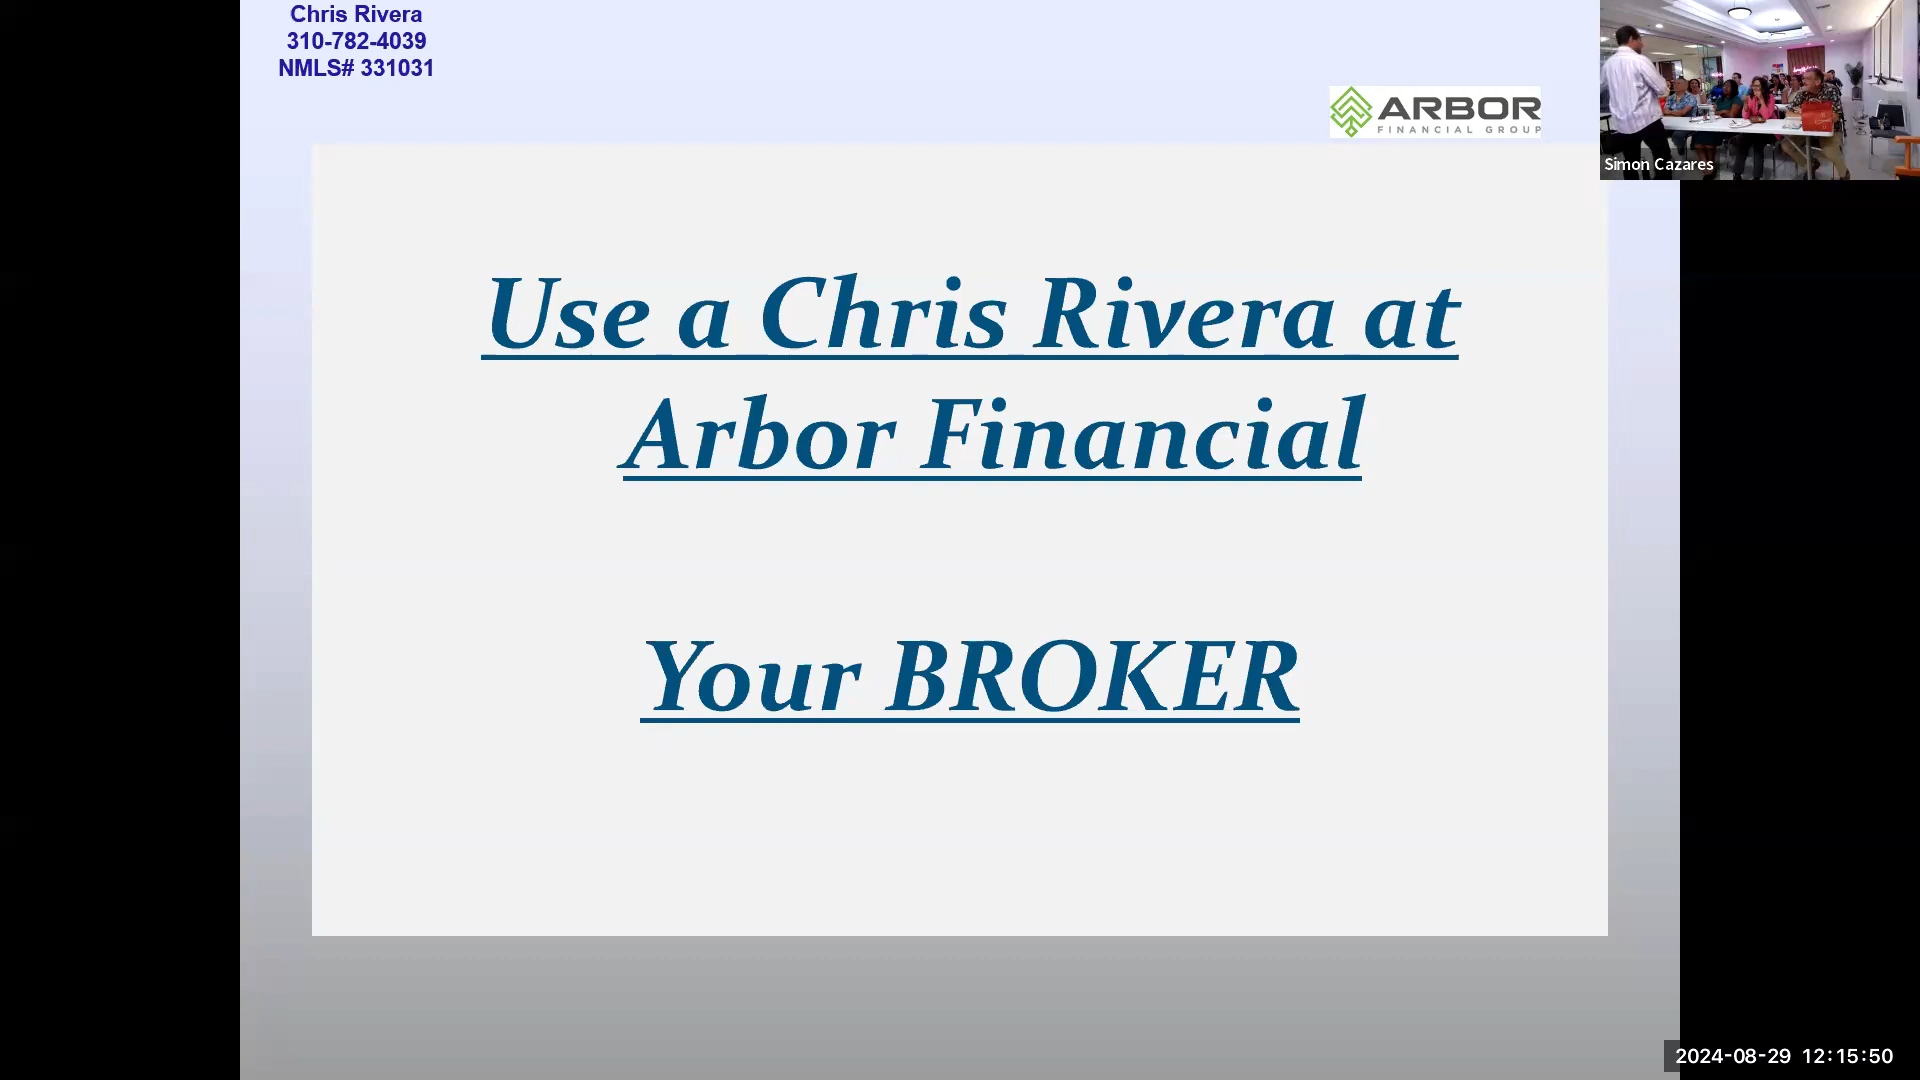 Chris Rivera
310-782-4039
NMLS# 331031
ARBOR
FINANCIAL GROUP
Simon Cazares
Use a Chris Rivera at
Arbor Financial
Your BROKER
2024-08-29 12:15:50